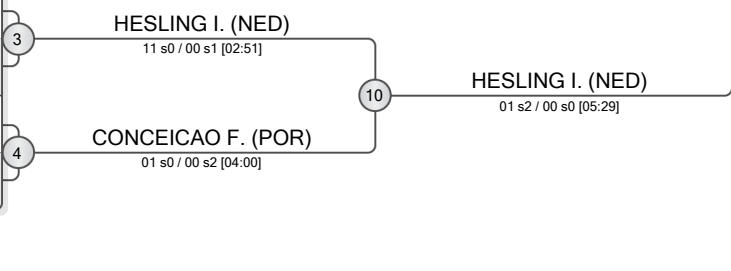 3
HESLING I. (NED)
11 s0 / 00 s1 [02:51]
10
HESLING I. (NED)
01 s2 / 00 s0 [05:29]
4
CONCEICAO F. (POR)
01 s0 / 00 s2 [04:00]